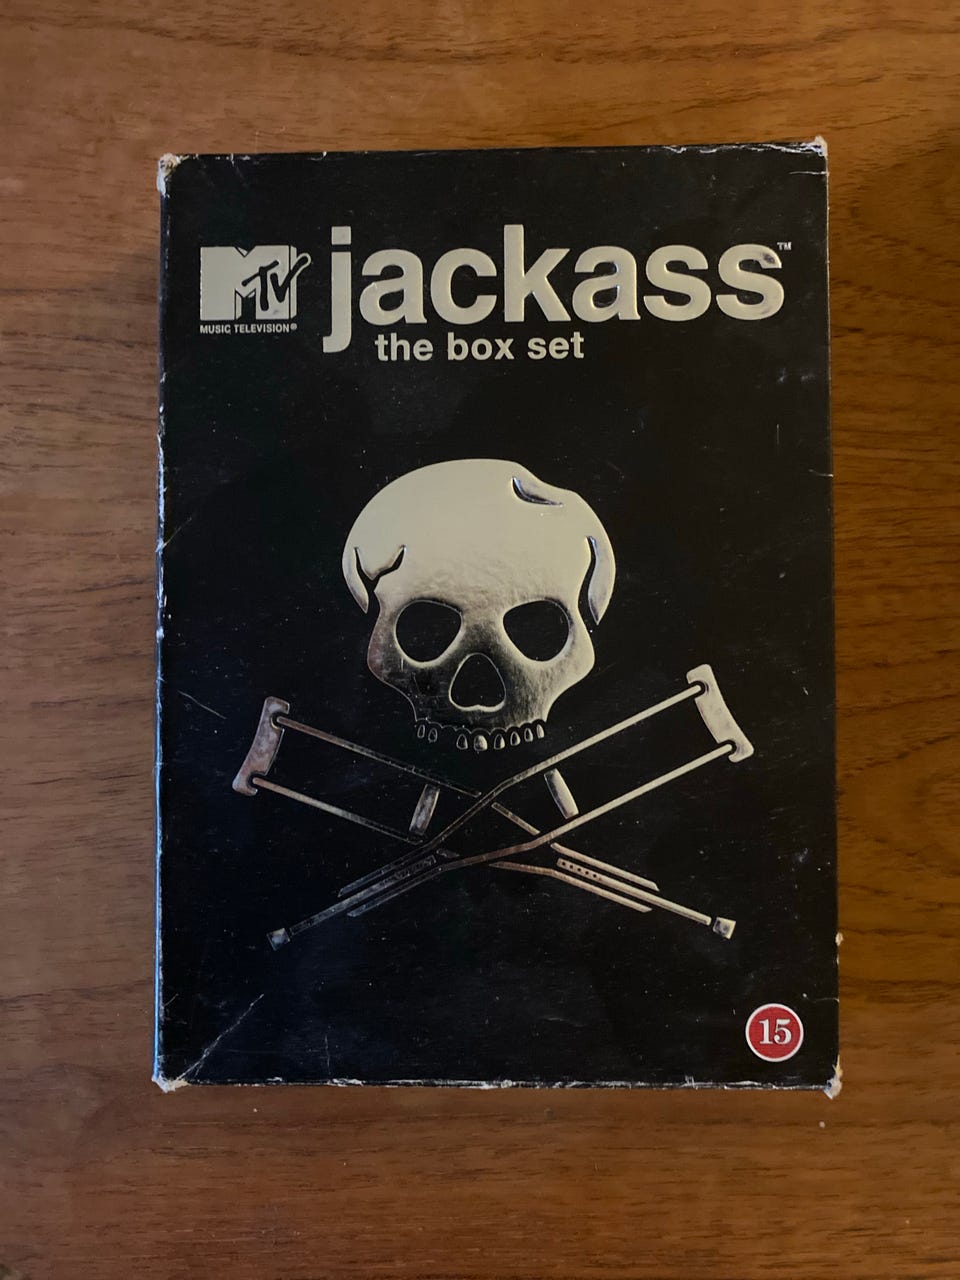 MTV
MUSIC TELEVISION®
jackass™
the box set
15